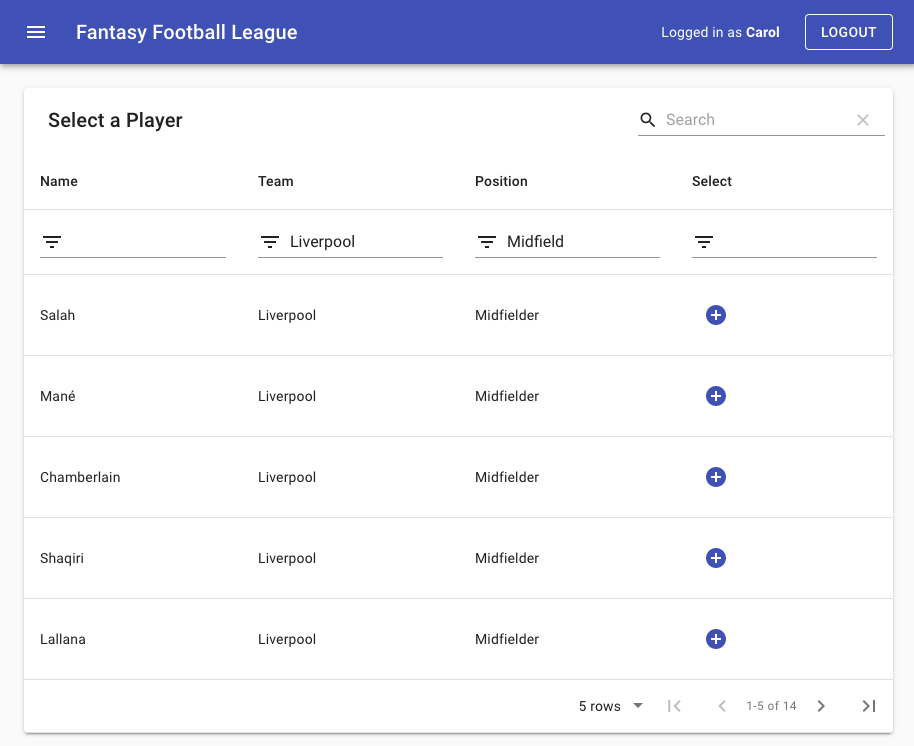 Fantasy Football League Logged in as Carol LOGOUT
Select a Player Search
Name Team Position Select
Liverpool Midfield
Salah Liverpool Midfielder
Mané Liverpool Midfielder
Chamberlain Liverpool Midfielder
Shaqiri Liverpool Midfielder
Lallana Liverpool Midfielder
5 rows 1-5 of 14